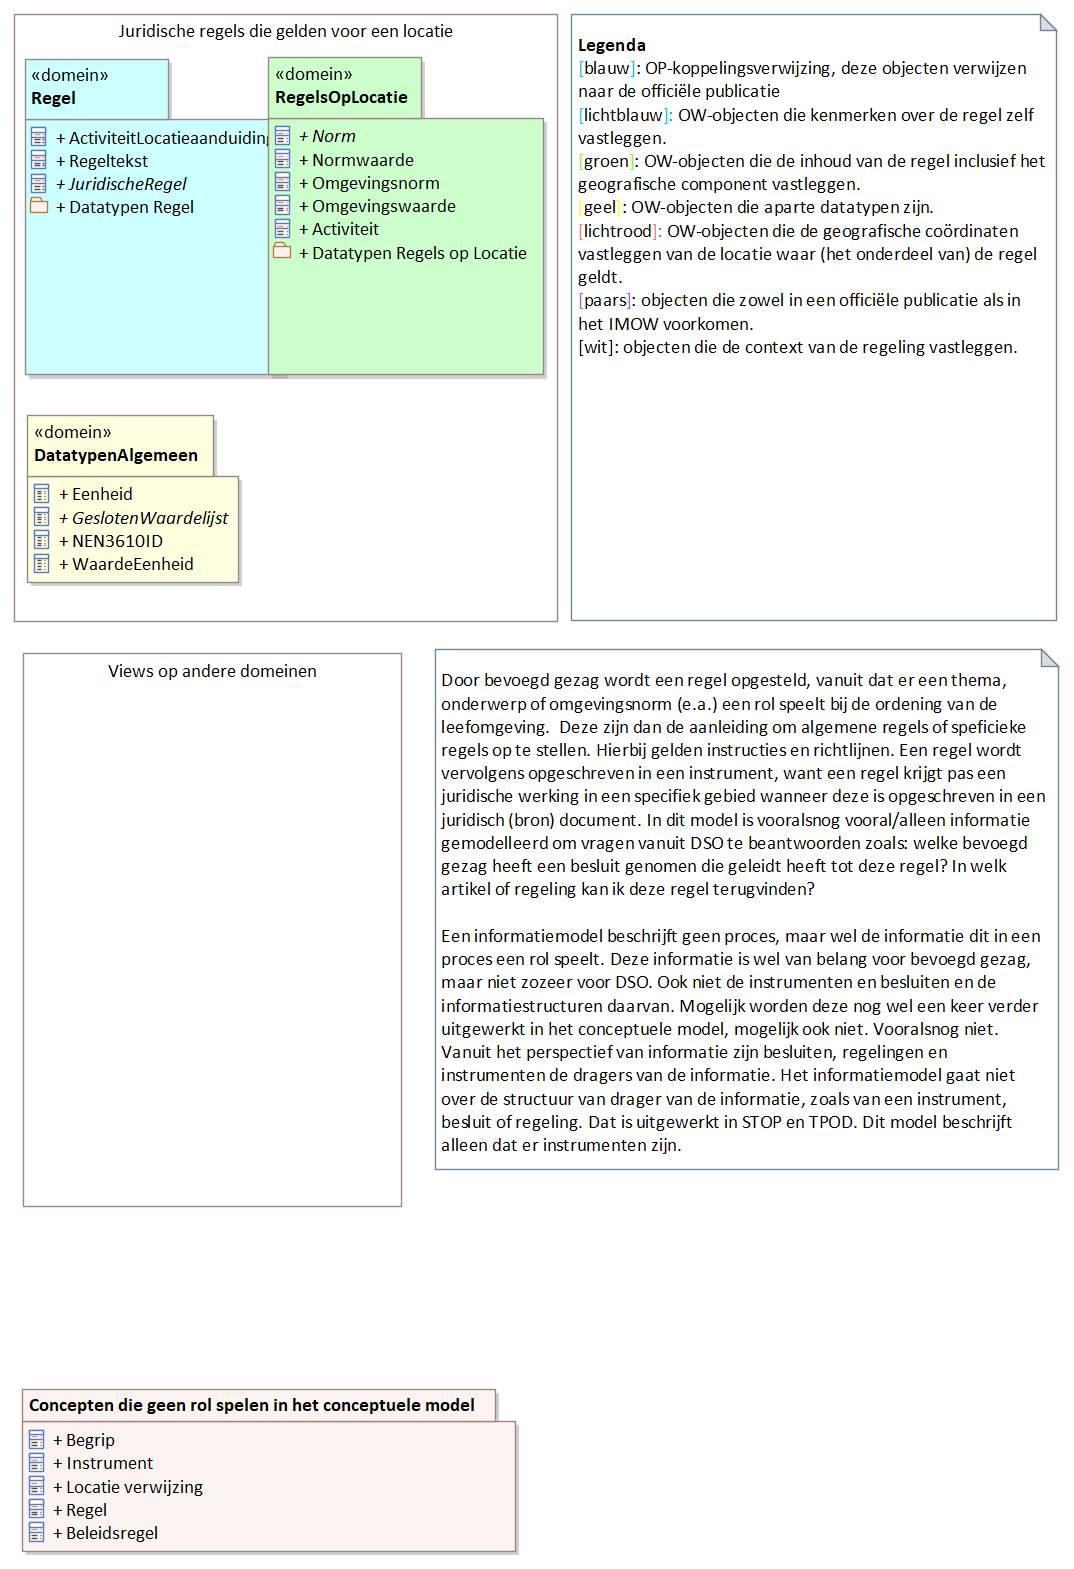 Juridische regels die gelden voor een locatie
«domein»
Regel
+ ActiviteitLocatieaanduiding
+ Regeltekst
+ JuridischeRegel
+ Datatypen Regel
«domein»
RegelsOpLocatie
+ Norm
+ Normwaarde
+ Omgevingsnorm
+ Omgevingswaarde
+ Activiteit
+ Datatypen Regels op Locatie
«domein»
DatatypenAlgemeen
+ Eenheid
+ GeslotenWaardelijst
+ NEN3610ID
+ WaardeEenheid
Legenda
[blauw]: OP-koppelingsverwijzing, deze objecten verwijzen
naar de officiële publicatie
[lichtblauw]: OW-objecten die kenmerken over de regel zelf
vastleggen.
[groen]: OW-objecten die de inhoud van de regel inclusief het
geografische component vastleggen.
[geel]: OW-objecten die aparte datatypen zijn.
[lichtrood]: OW-objecten die de geografische coördinaten
vastleggen van de locatie waar (het onderdeel van) de regel
geldt.
[paars]: objecten die zowel in een officiële publicatie als in
het IMOW voorkomen.
[wit]: objecten die de context van de regeling vastleggen.
Views op andere domeinen
Door bevoegd gezag wordt een regel opgesteld, vanuit dat er een thema,
onderwerp of omgevingsnorm (e.a.) een rol speelt bij de ordening van de
leefomgeving.  Deze zijn dan de aanleiding om algemene regels of speficieke
regels op te stellen. Hierbij gelden instructies en richtlijnen. Een regel wordt
vervolgens opgeschreven in een instrument, want een regel krijgt pas een
juridische werking in een specifiek gebied wanneer deze is opgeschreven in een
juridisch (bron) document. In dit model is vooralsnog vooral/alleen informatie
gemodelleerd om vragen vanuit DSO te beantwoorden zoals: welke bevoegd
gezag heeft een besluit genomen die geleidt heeft tot deze regel? In welk
artikel of regeling kan ik deze regel terugvinden?
Een informatiemodel beschrijft geen proces, maar wel de informatie dit in een
proces een rol speelt. Deze informatie is wel van belang voor bevoegd gezag,
maar niet zozeer voor DSO. Ook niet de instrumenten en besluiten en de
informatiestructuren daarvan. Mogelijk worden deze nog wel een keer verder
uitgewerkt in het conceptuele model, mogelijk ook niet. Vooralsnog niet.
Vanuit het perspectief van informatie zijn besluiten, regelingen en
instrumenten de dragers van de informatie. Het informatiemodel gaat niet
over de structuur van drager van de informatie, zoals van een instrument,
besluit of regeling. Dat is uitgewerkt in STOP en TPOD. Dit model beschrijft
alleen dat er instrumenten zijn.
Concepten die geen rol spelen in het conceptuele model
+ Begrip
+ Instrument
+ Locatie verwijzing
+ Regel
+ Beleidsregel